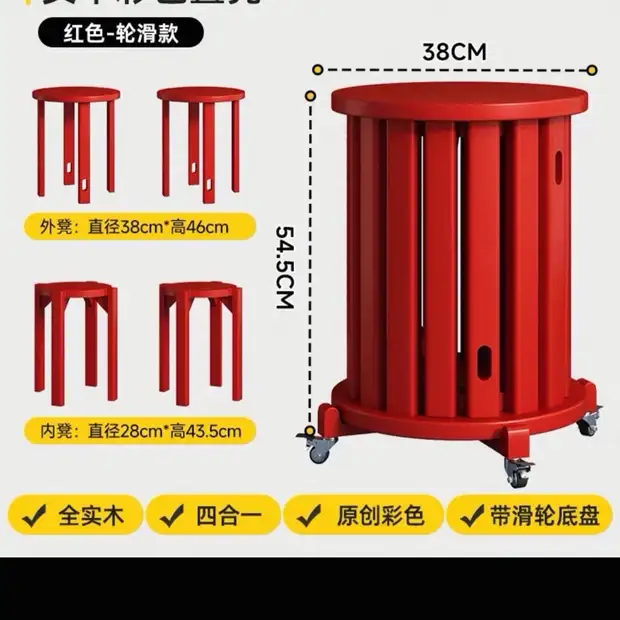 红色-轮滑款
38CM
54.5CM
外凳：直径38cm*高46cm
内凳：直径28cm*高43.5cm
全实木
四合一
原创彩色
带滑轮底盘